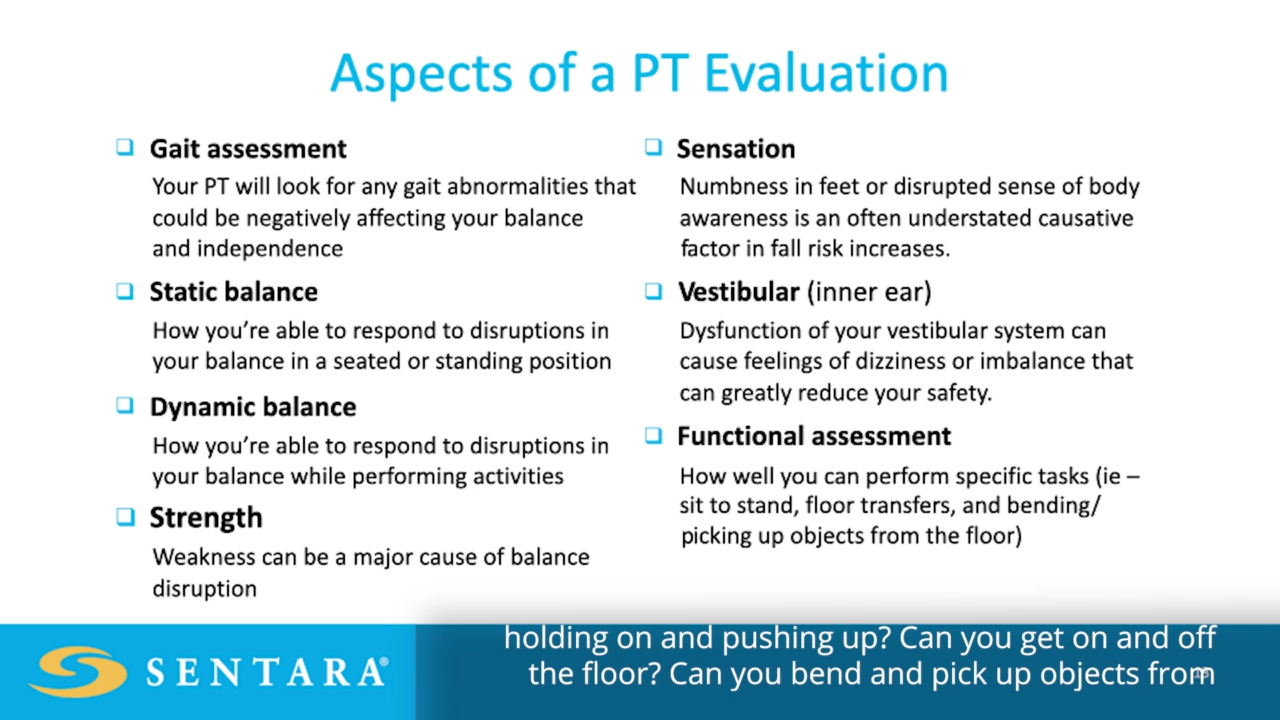 Aspects of a PT Evaluation
Gait assessment
Your PT will look for any gait abnormalities that
could be negatively affecting your balance
and independence
Static balance
How you’re able to respond to disruptions in
your balance in a seated or standing position
Dynamic balance
How you’re able to respond to disruptions in
your balance while performing activities
Strength
Weakness can be a major cause of balance
disruption
Sensation
Numbness in feet or disrupted sense of body
awareness is an often understated causative
factor in fall risk increases.
Vestibular (inner ear)
Dysfunction of your vestibular system can
cause feelings of dizziness or imbalance that
can greatly reduce your safety.
Functional assessment
How well you can perform specific tasks (ie –
sit to stand, floor transfers, and bending/
picking up objects from the floor)
SENTARA®
holding on and pushing up? Can you get on and off
the floor? Can you bend and pick up objects from